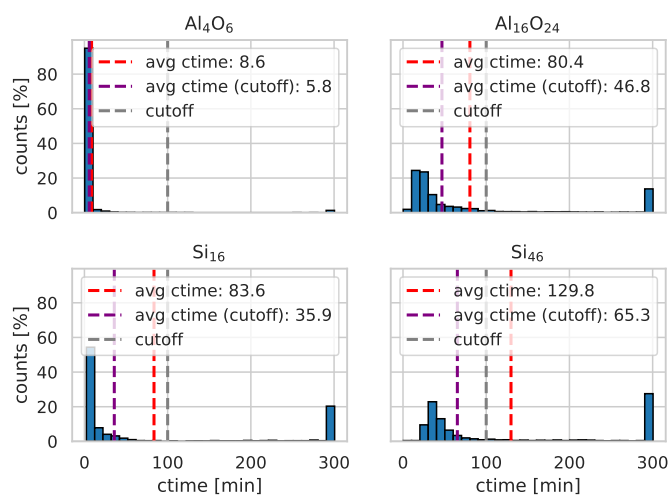 Al₄O₆
Al₁₆O₂₄
counts [%]
80
60
40
20
0
avg ctime: 8.6
avg ctime (cutoff): 5.8
cutoff
avg ctime: 80.4
avg ctime (cutoff): 46.8
cutoff
Si₁₆
Si₄₆
counts [%]
80
60
40
20
0
avg ctime: 83.6
avg ctime (cutoff): 35.9
cutoff
avg ctime: 129.8
avg ctime (cutoff): 65.3
cutoff
0 100 200 300
0 100 200 300
ctime [min]
ctime [min]